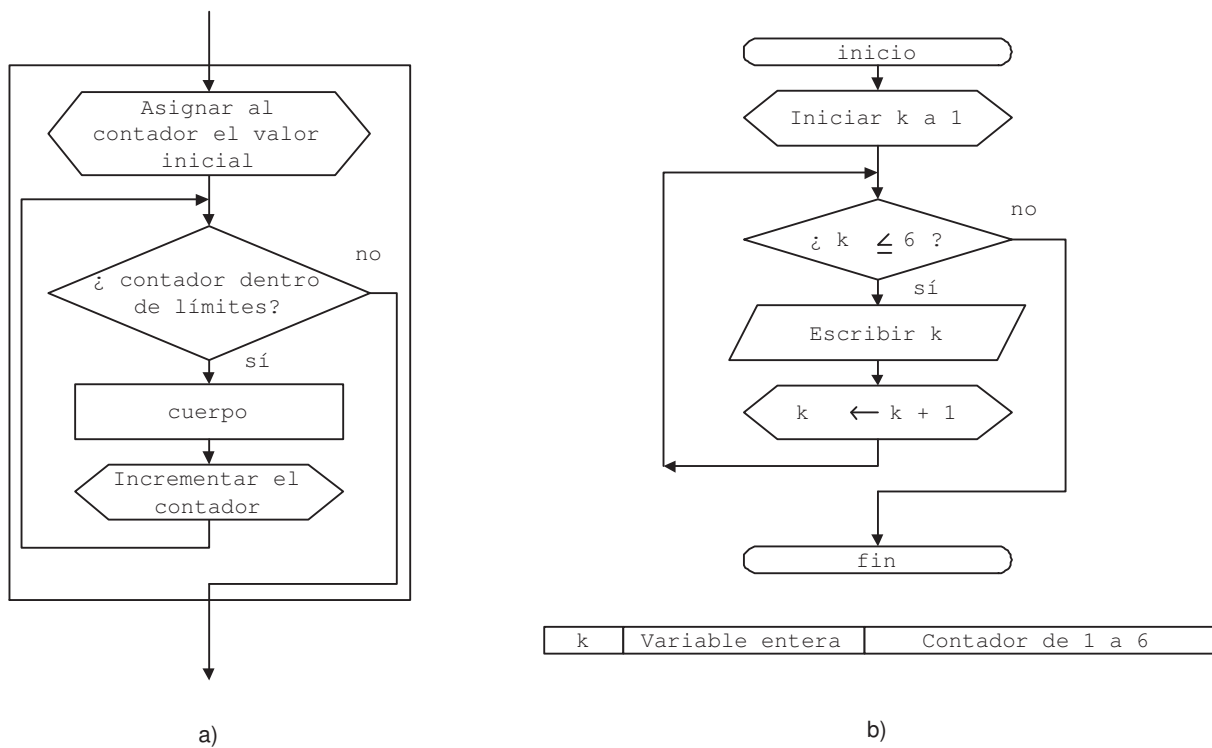 Asignar al
contador el valor
inicial
¿ contador dentro
de límites?
no
sí
cuerpo
Incrementar el
contador
a)
inicio
Iniciar k a 1
¿ k ≤ 6 ?
no
sí
Escribir k
k ← k + 1
fin
k Variable entera Contador de 1 a 6
b)